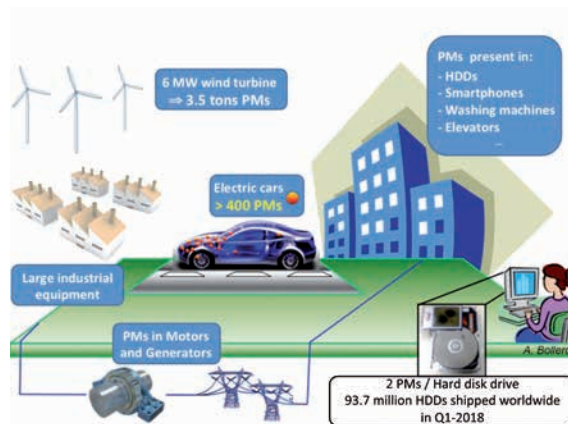 6 MW wind turbine
⇒ 3.5 tons PMs
PMs present in:
- HDDs
- Smartphones
- Washing machines
- Elevators
...
Electric cars
> 400 PMs
Large industrial
equipment
PMs in Motors
and Generators
A. Bollero
2 PMs / Hard disk drive
93.7 million HDDs shipped worldwide
in Q1-2018